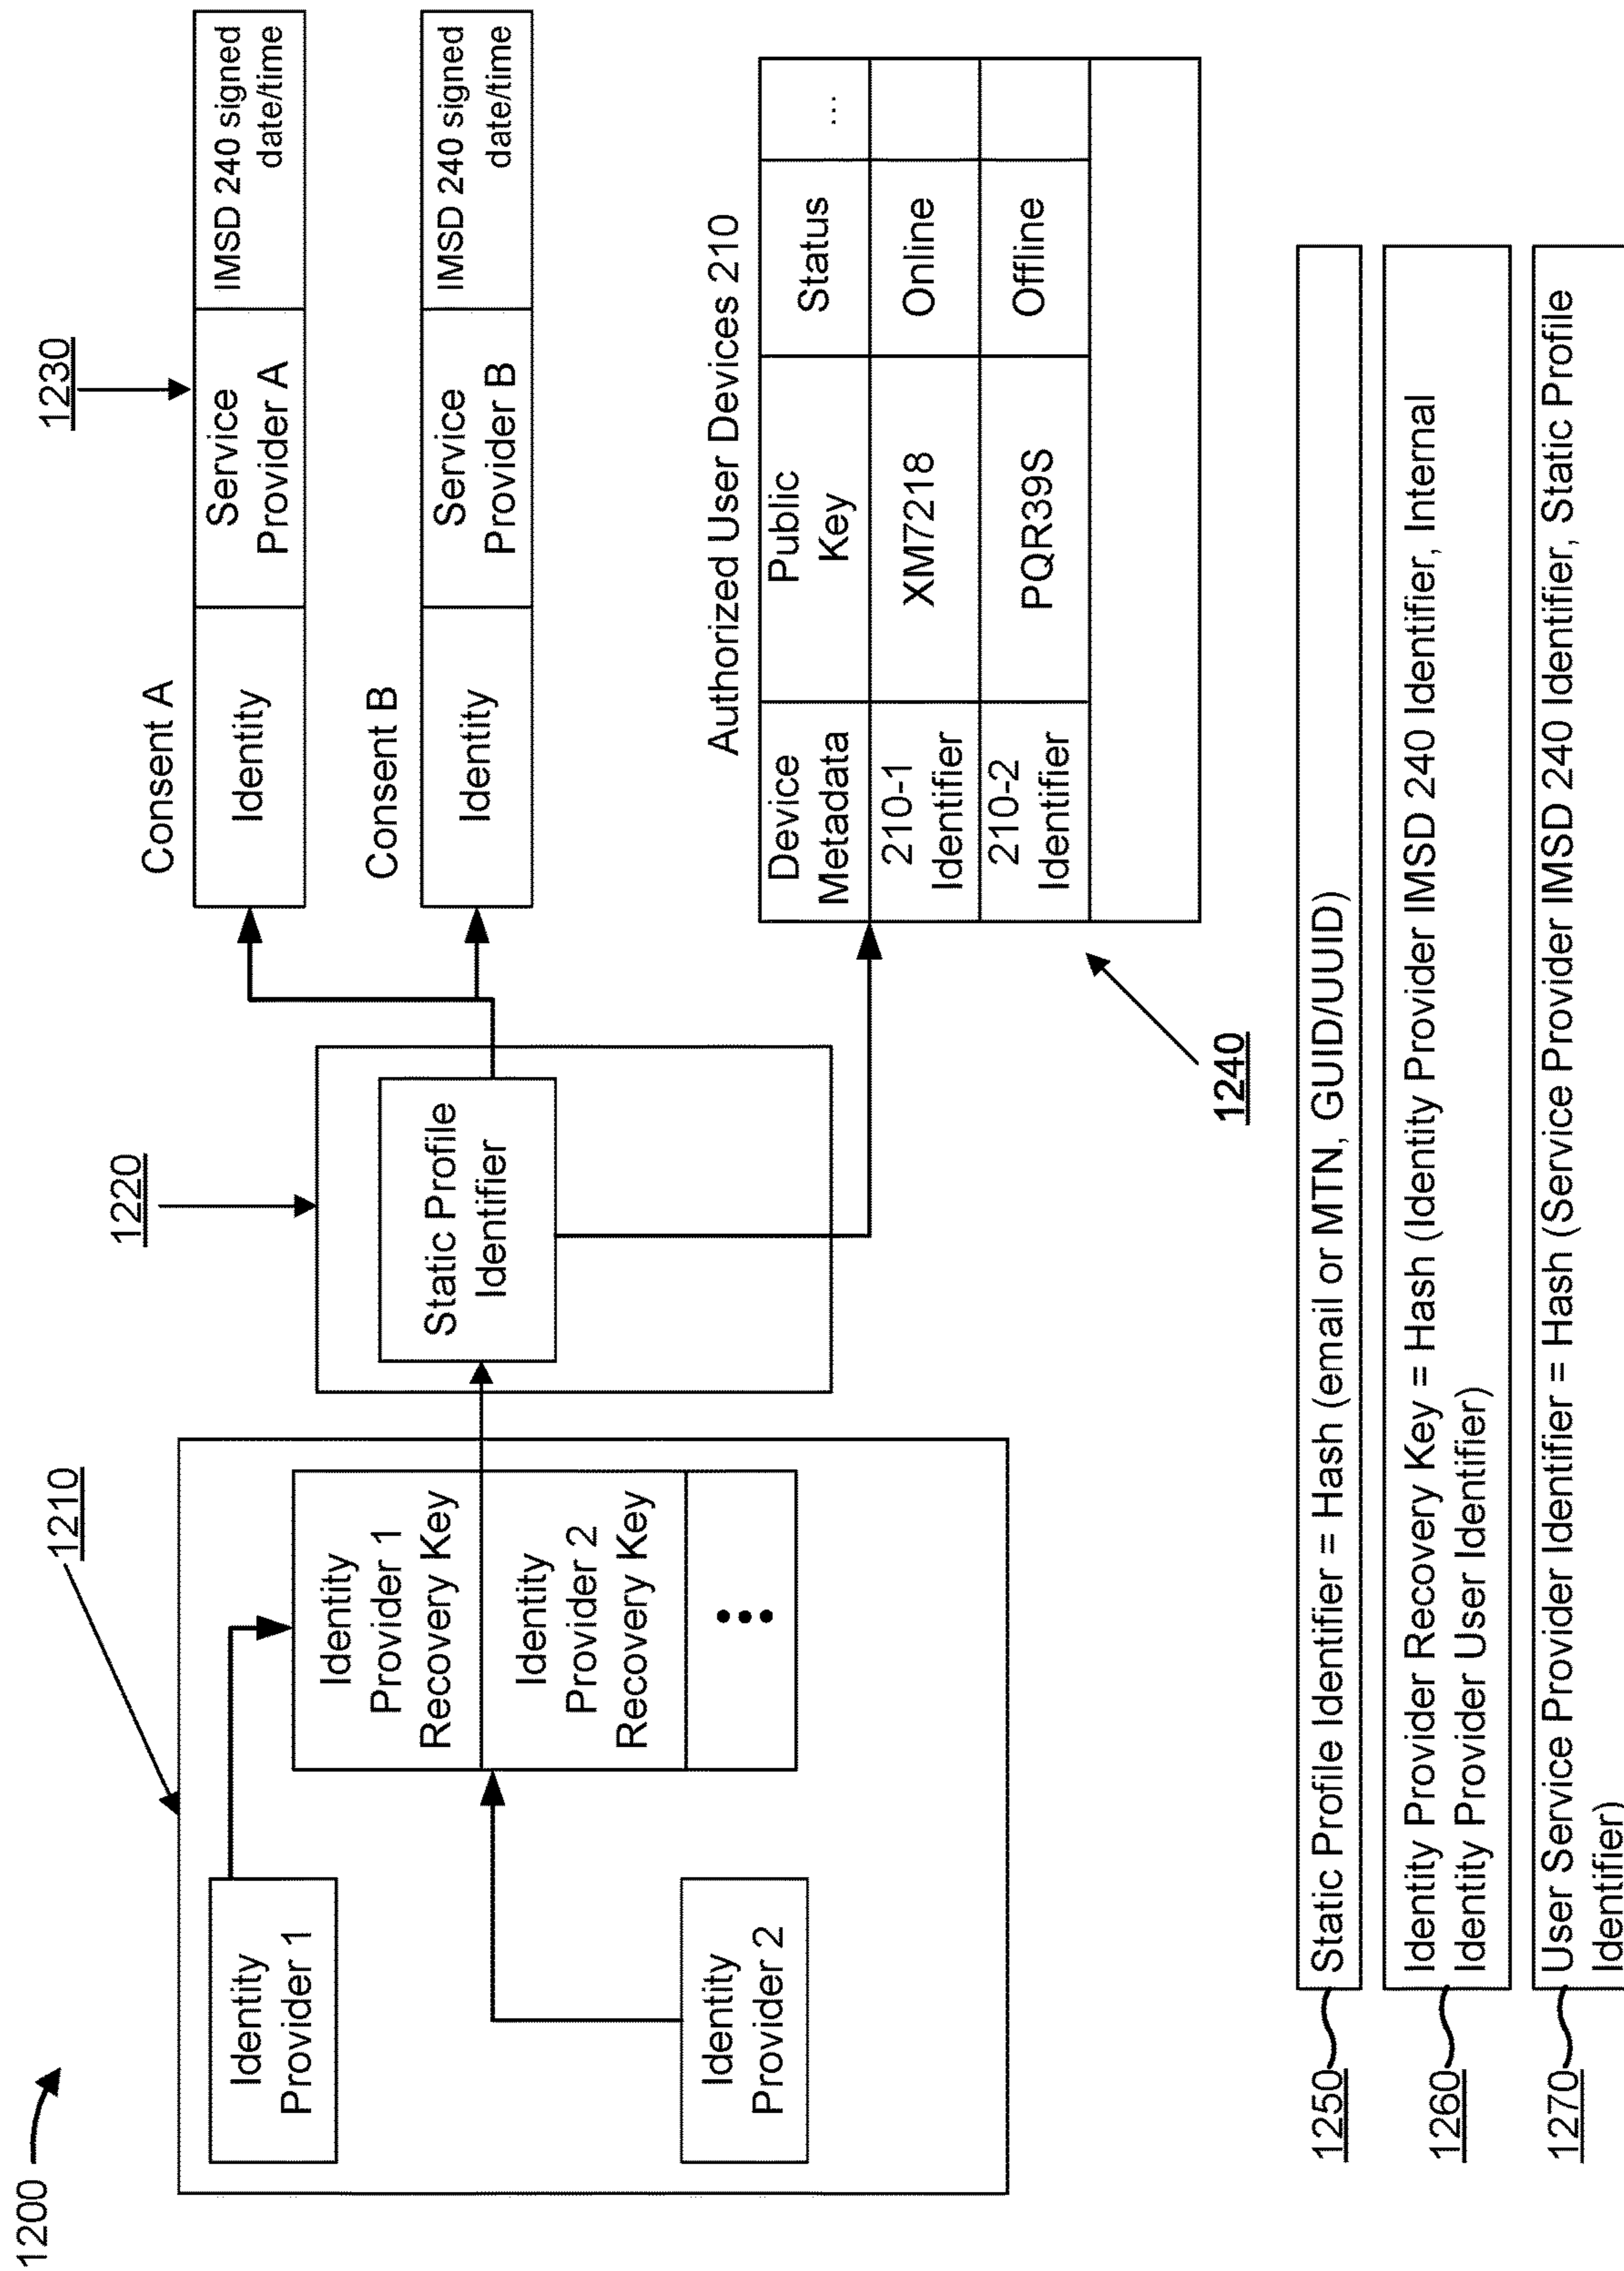 1200
1210
Identity
Provider 1
Identity
Provider 2
Identity
Provider 1
Recovery Key
Identity
Provider 2
Recovery Key
•••
1220
Static Profile
Identifier
1230
Consent A
Identity
Service
Provider A
IMSD 240 signed
date/time
Consent B
Identity
Service
Provider B
IMSD 240 signed
date/time
Authorized User Devices 210
Device
Metadata
Public
Key
Status
...
210-1
Identifier
XM7218
Online
210-2
Identifier
PQR39S
Offline
1240
1250
Static Profile Identifier = Hash (email or MTN, GUID/UUID)
1260
Identity Provider Recovery Key = Hash (Identity Provider IMSD 240 Identifier, Internal
Identity Provider User Identifier)
1270
User Service Provider Identifier = Hash (Service Provider IMSD 240 Identifier, Static Profile
Identifier)